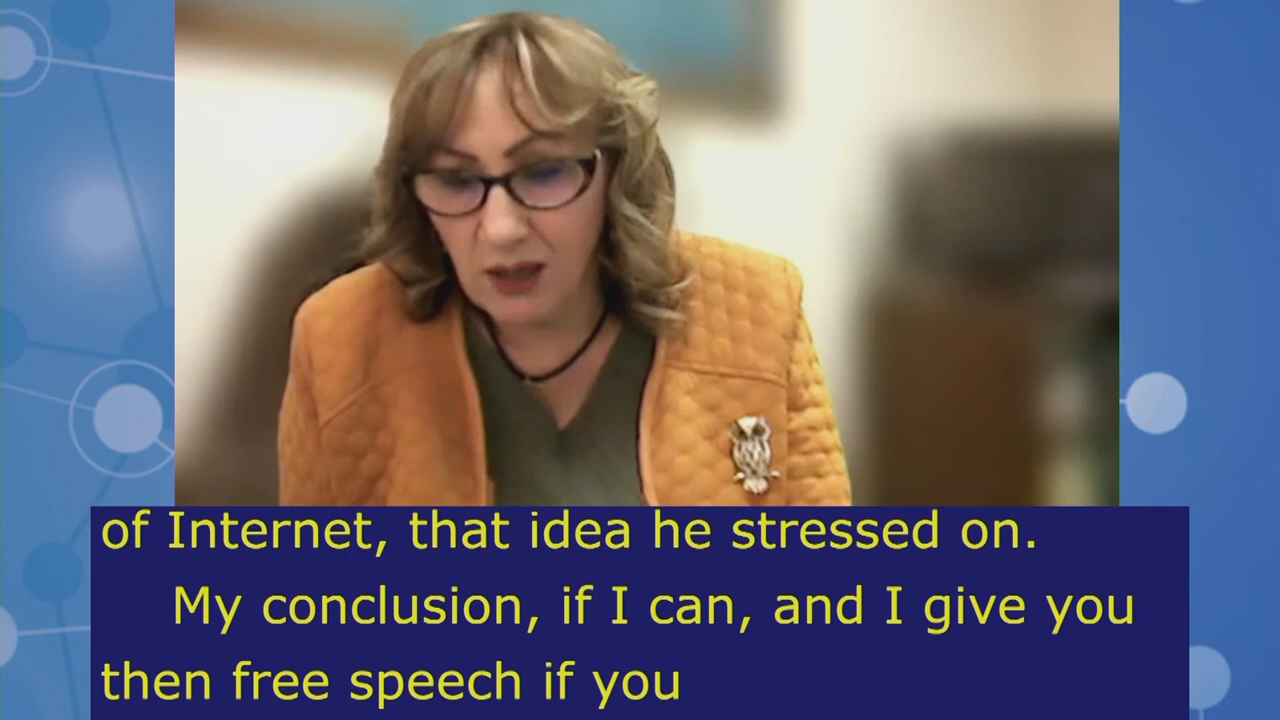 of Internet, that idea he stressed on.
My conclusion, if I can, and I give you
then free speech if you